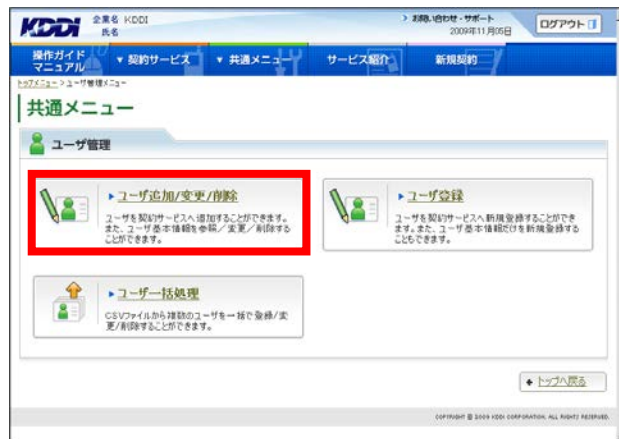 KDDI
企業名 KDDI
氏名
お問い合わせ・サポート
2009年11月05日
ログアウト
操作ガイド
マニュアル
契約サービス
共通メニュー
サービス紹介
新規契約
トップメニュー > ユーザ管理メニュー
共通メニュー
ユーザ管理
ユーザ追加/変更/削除
ユーザを契約サービスへ追加することができます。
また、ユーザ基本情報を参照/変更/削除する
ことができます。
ユーザ登録
ユーザを契約サービスへ新規登録することができ
ます。また、ユーザ基本情報だけを新規登録する
こともできます。
ユーザ一括処理
CSVファイルから複数のユーザを一括で登録/変
更/削除することができます。
トップへ戻る
COPYRIGHT © 2009 KDDI CORPORATION, ALL RIGHTS RESERVED.